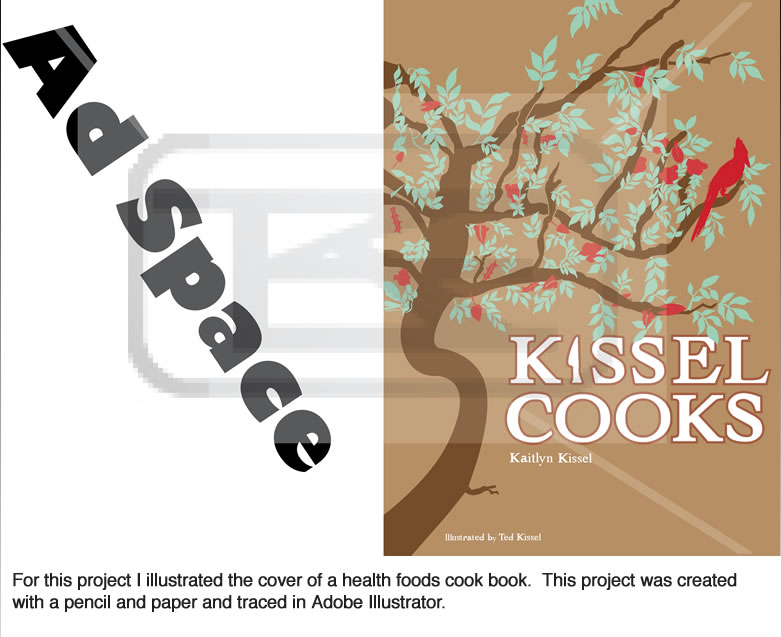 Ad Space
KISSEL
COOKS
Kaitlyn Kissel
Illustrated by Ted Kissel
For this project I illustrated the cover of a health foods cook book.  This project was created
with a pencil and paper and traced in Adobe Illustrator.